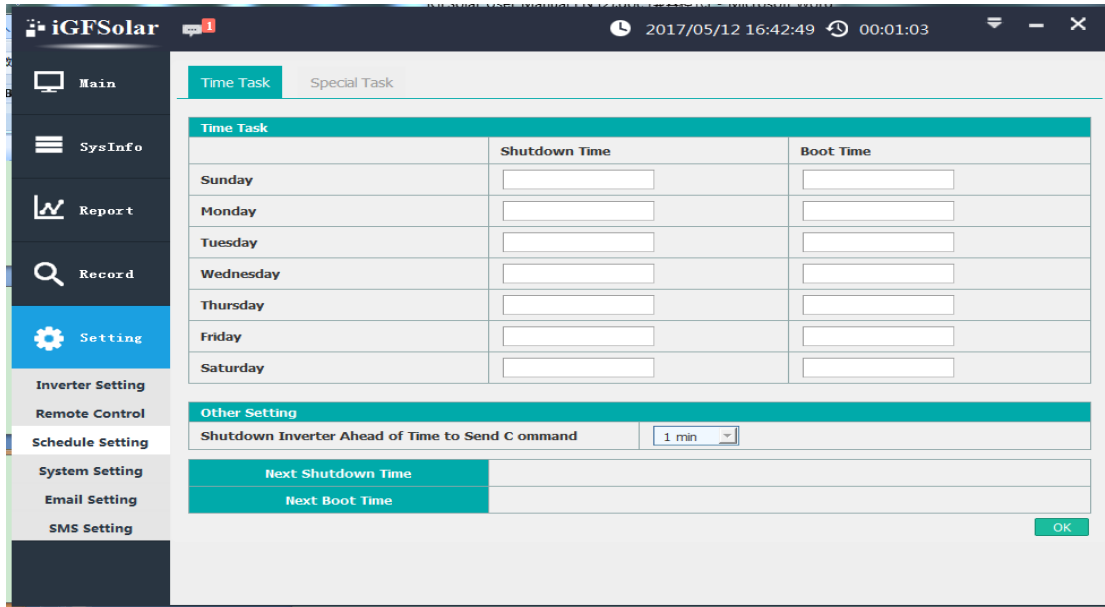 iGFSolar
1
2017/05/12 16:42:49
00:01:03
Main
SysInfo
Report
Record
Setting
Inverter Setting
Remote Control
Schedule Setting
System Setting
Email Setting
SMS Setting
Time Task
Special Task
Time Task
Shutdown Time
Boot Time
Sunday
Monday
Tuesday
Wednesday
Thursday
Friday
Saturday
Other Setting
Shutdown Inverter Ahead of Time to Send C ommand
1 min
Next Shutdown Time
Next Boot Time
OK